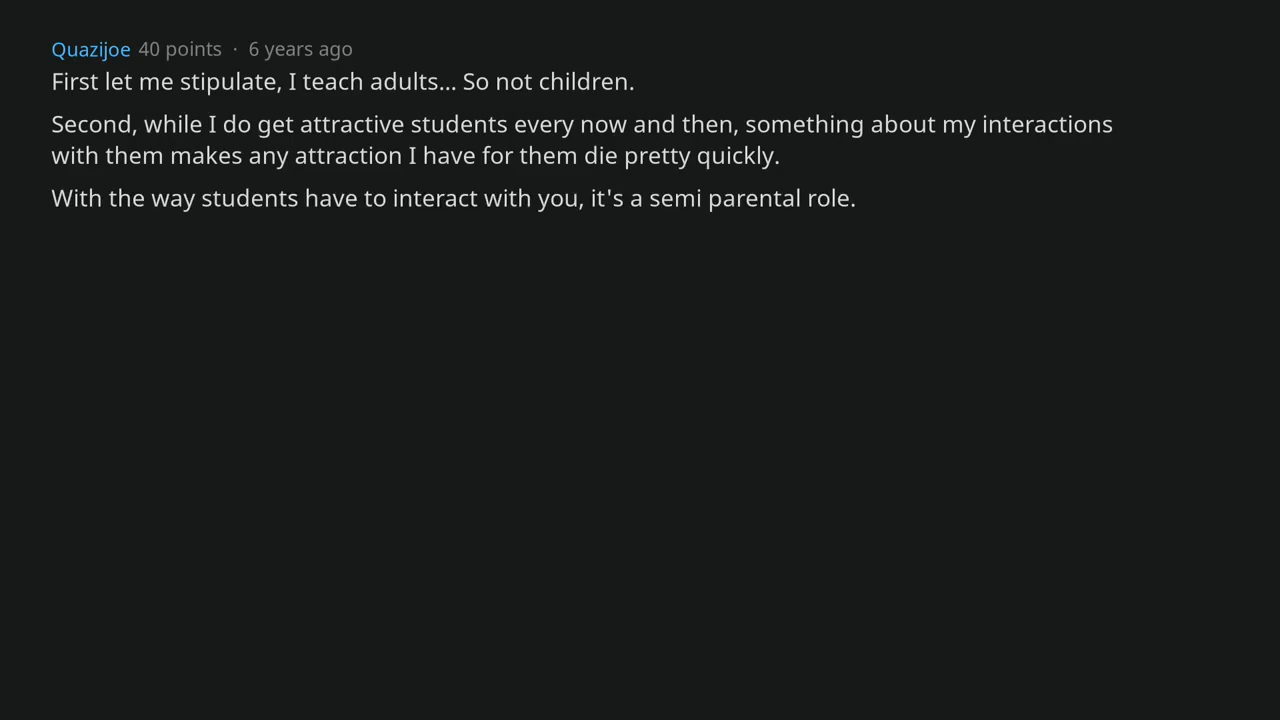 Quazijoe 40 points · 6 years ago
First let me stipulate, I teach adults... So not children.
Second, while I do get attractive students every now and then, something about my interactions
with them makes any attraction I have for them die pretty quickly.
With the way students have to interact with you, it's a semi parental role.